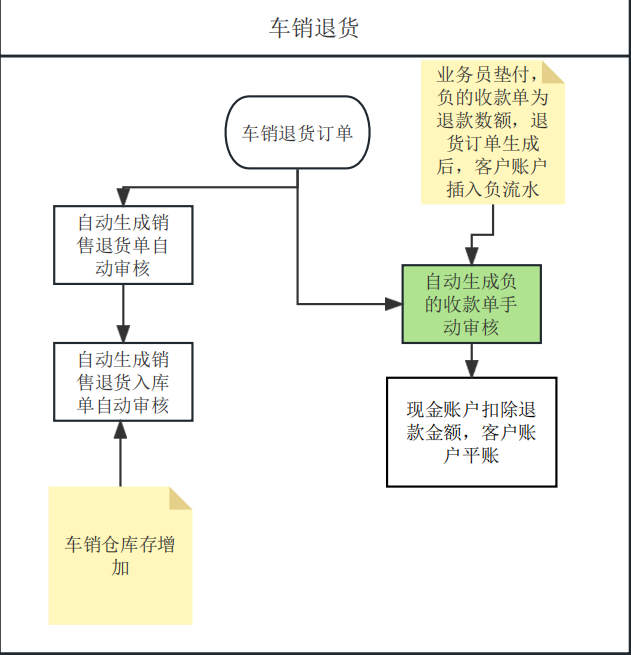 车销退货
业务员垫付，
负的收款单为
退款数额，退
货订单生成
后，客户账户
插入负流水
车销退货订单
自动生成销
售退货单自
动审核
自动生成负
的收款单手
动审核
自动生成销
售退货入库
单自动审核
现金账户扣除退
款金额，客户账
户平账
车销仓库存增
加